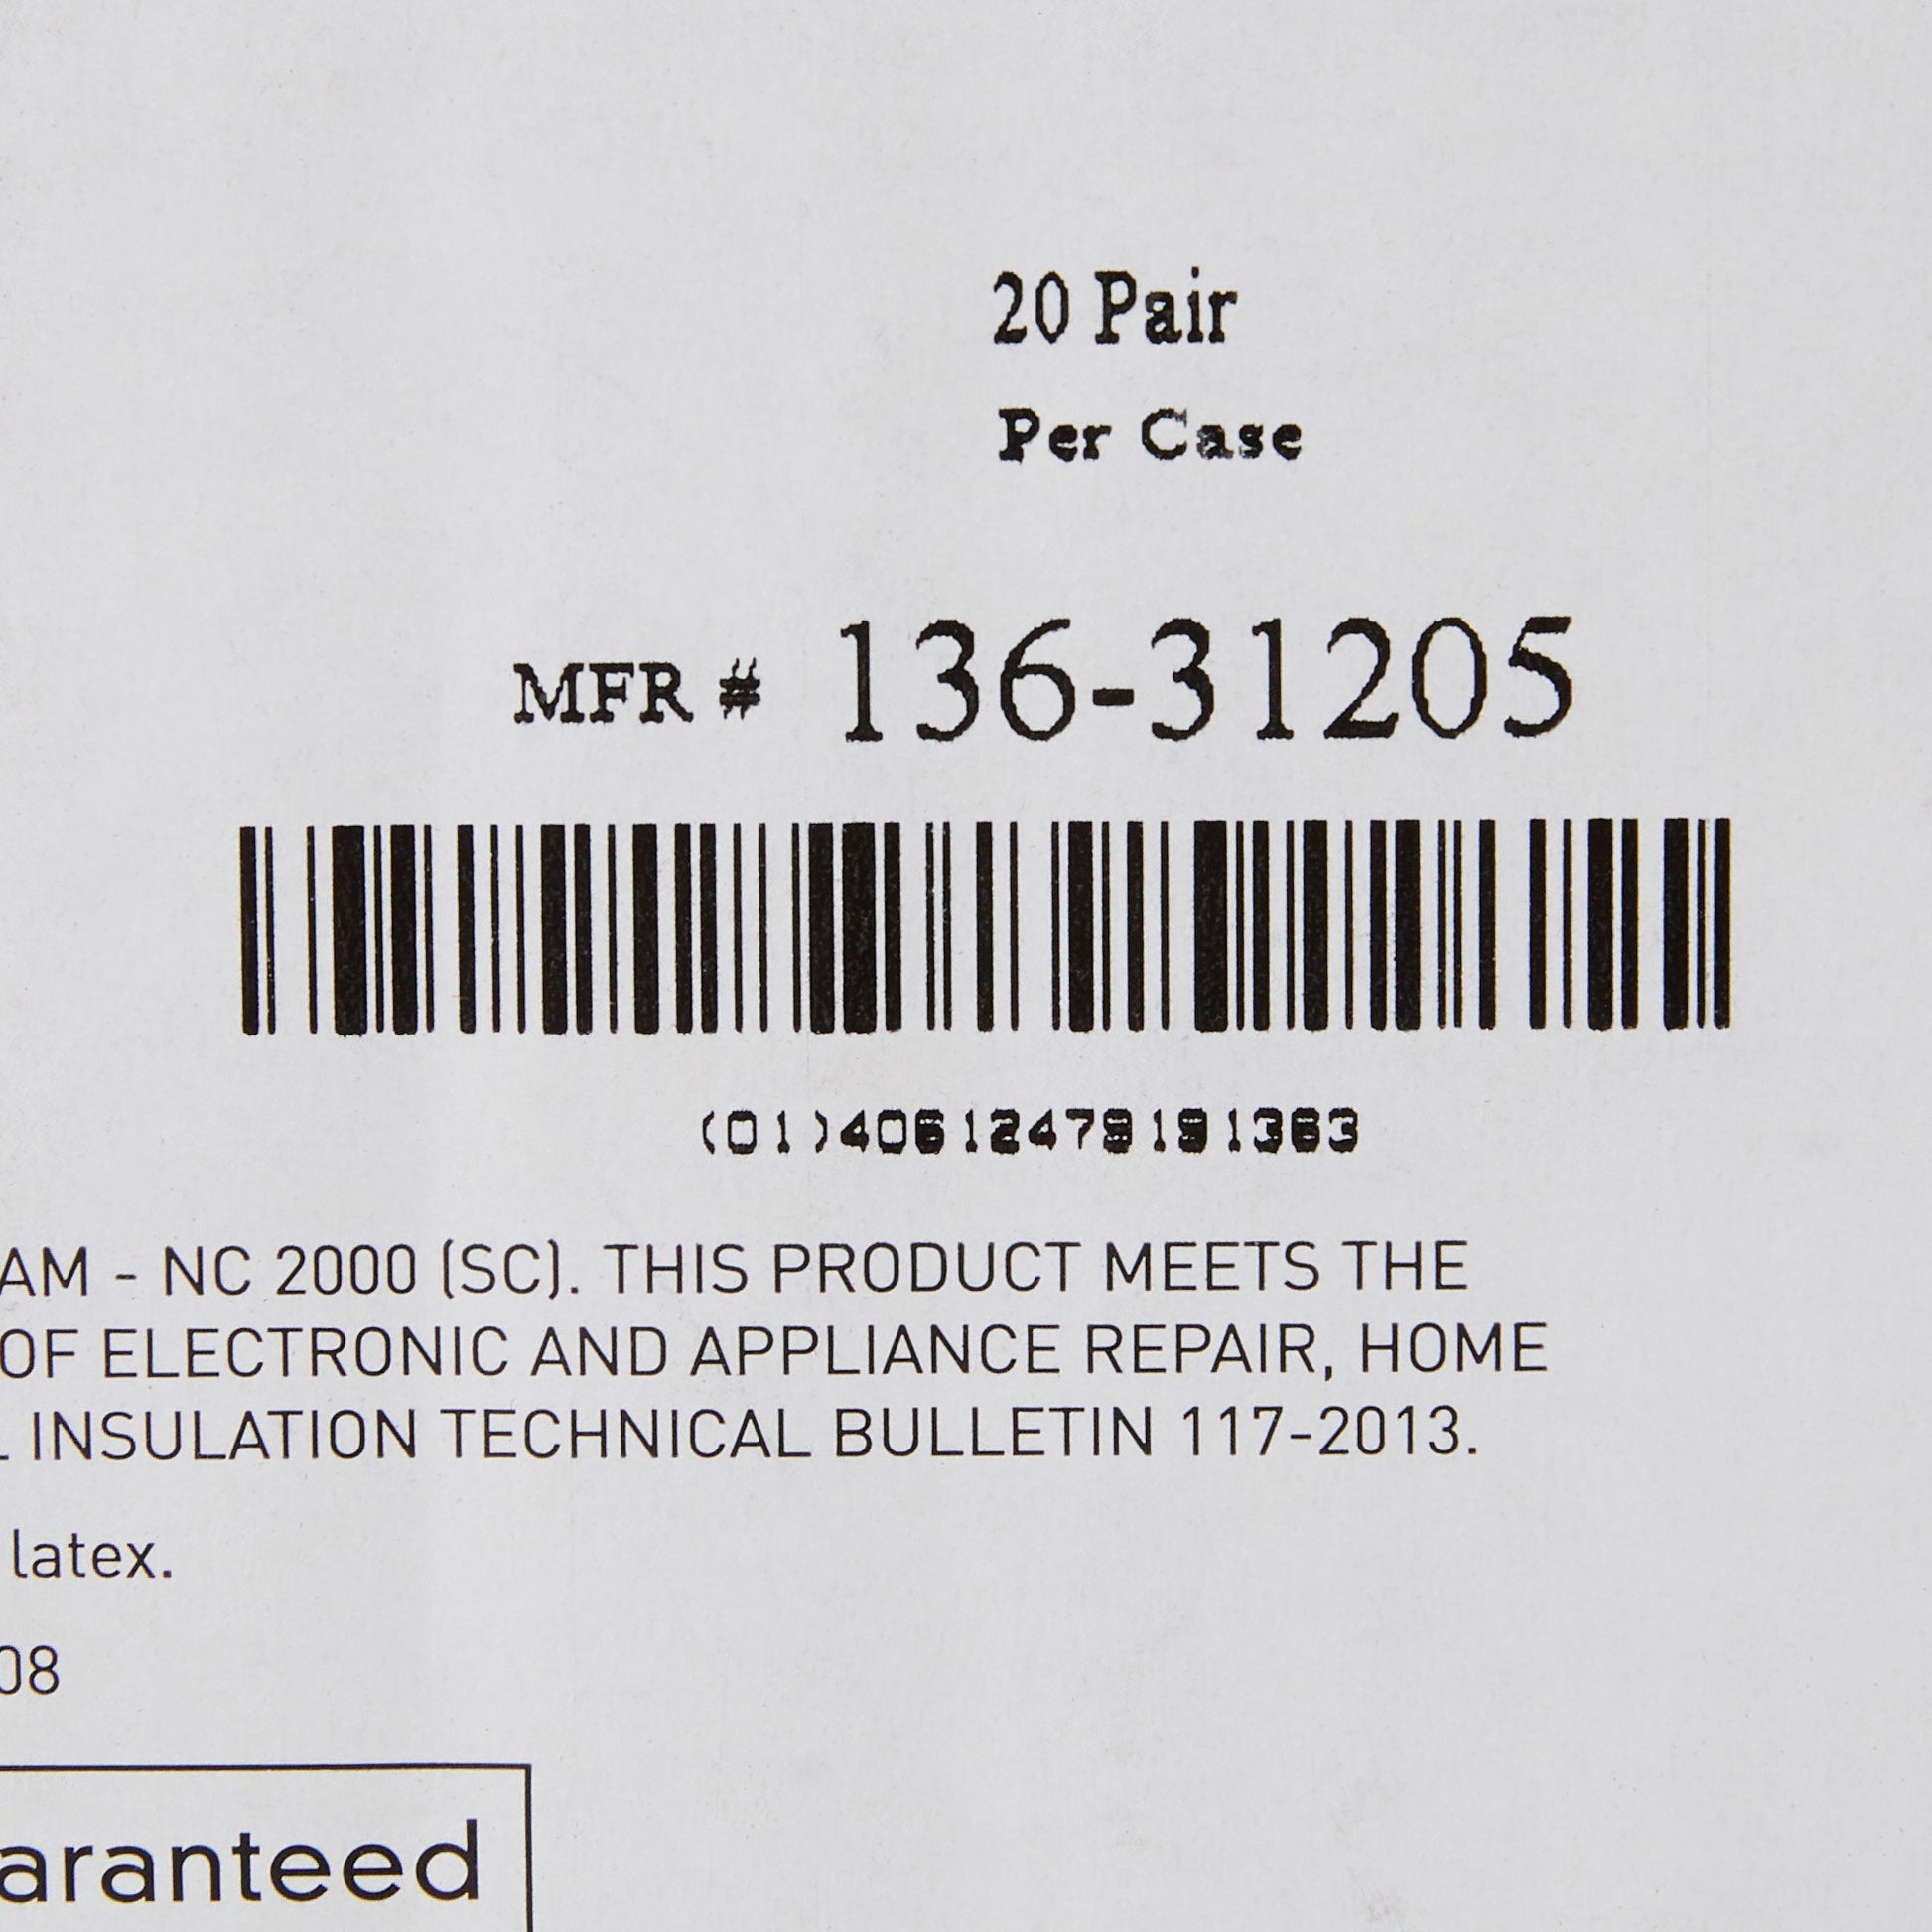 20 Pair
Per Case
MFR # 136-31205
(01)40612479191363
AM - NC 2000 (SC). THIS PRODUCT MEETS THE
OF ELECTRONIC AND APPLIANCE REPAIR, HOME
INSULATION TECHNICAL BULLETIN 117-2013.
latex.
08
aranteed